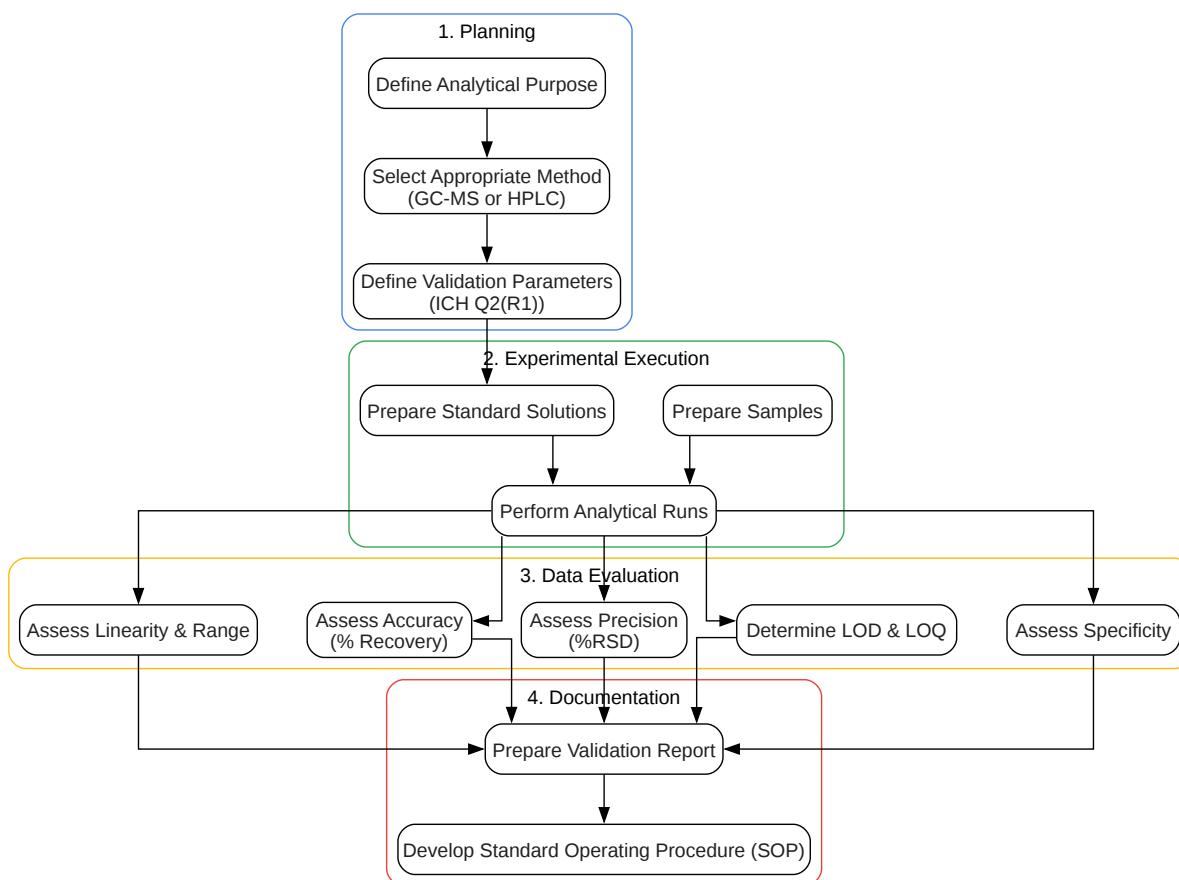 1. Planning
Define Analytical Purpose
Select Appropriate Method
(GC-MS or HPLC)
Define Validation Parameters
(ICH Q2(R1))
2. Experimental Execution
Prepare Standard Solutions
Prepare Samples
Perform Analytical Runs
3. Data Evaluation
Assess Linearity & Range
Assess Accuracy
(% Recovery)
Assess Precision
(%RSD)
Determine LOD & LOQ
Assess Specificity
4. Documentation
Prepare Validation Report
Develop Standard Operating Procedure (SOP)